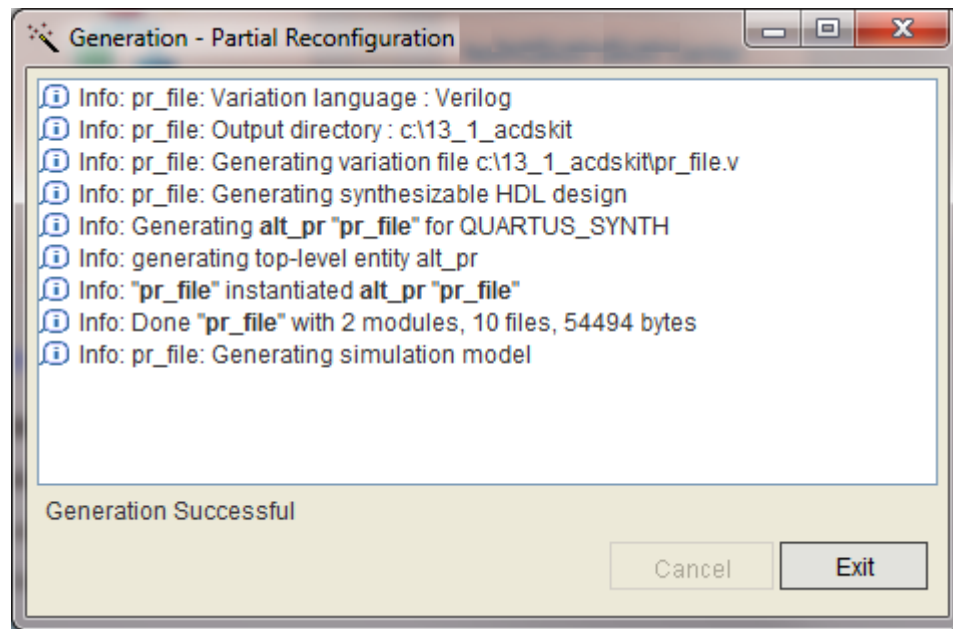 Generation - Partial Reconfiguration
Info: pr_file: Variation language : Verilog
Info: pr_file: Output directory : c:\13_1_acdskit
Info: pr_file: Generating variation file c:\13_1_acdskit\pr_file.v
Info: pr_file: Generating synthesizable HDL design
Info: Generating alt_pr "pr_file" for QUARTUS_SYNTH
Info: generating top-level entity alt_pr
Info: "pr_file" instantiated alt_pr "pr_file"
Info: Done "pr_file" with 2 modules, 10 files, 54494 bytes
Info: pr_file: Generating simulation model
Generation Successful
Cancel Exit